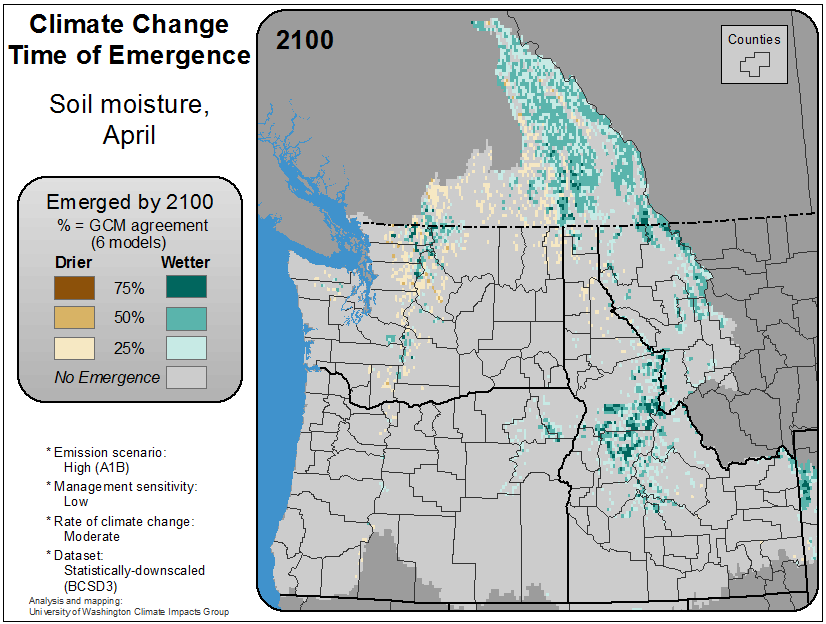 Climate Change
Time of Emergence
Soil moisture,
April
Emerged by 2100
% = GCM agreement
(6 models)
Drier Wetter
75%
50%
25%
No Emergence
* Emission scenario:
High (A1B)
* Management sensitivity:
Low
* Rate of climate change:
Moderate
* Dataset:
Statistically-downscaled
(BCSD3)
Analysis and mapping:
University of Washington Climate Impacts Group
2100
Counties